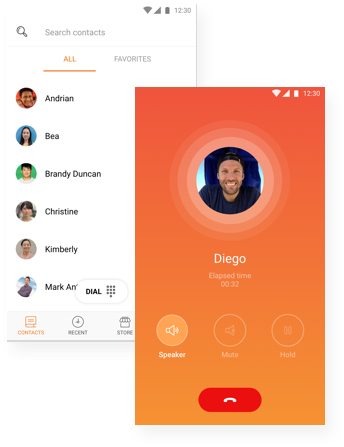 12:30
Search contacts
ALL
FAVORITES
Andrian
Bea
Brandy Duncan
Christine
Kimberly
Mark An
DIAL
CONTACTS
RECENT
STORE
12:30
Diego
Elapsed time
00:32
Speaker
Mute
Hold